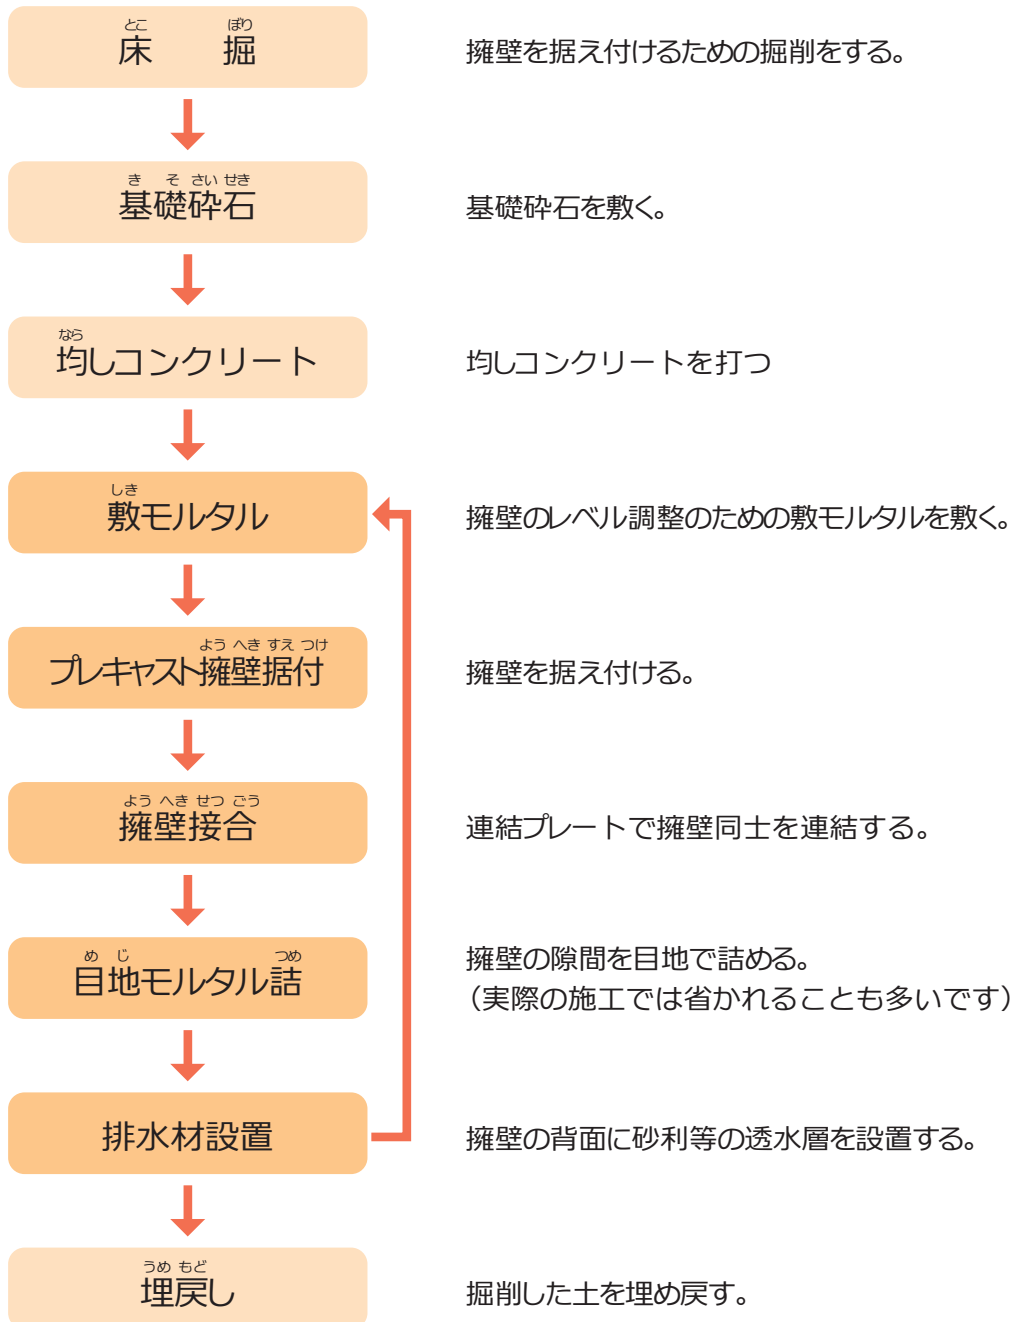 とこ ぼり
床 掘
擁壁を据え付けるための掘削をする。
き そ さい せき
基礎砕石
基礎砕石を敷く。
なら
均しコンクリート
均しコンクリートを打つ
しき
敷モルタル
擁壁のレベル調整のための敷モルタルを敷く。
よう へき すえ つけ
プレキャスト擁壁据付
擁壁を据え付ける。
よう へき せつ ごう
擁壁接合
連結プレートで擁壁同士を連結する。
め じ つめ
目地モルタル詰
擁壁の隙間を目地で詰める。
（実際の施工では省かれることも多いです）
排水材設置
擁壁の背面に砂利等の透水層を設置する。
うめ もど
埋戻し
掘削した土を埋め戻す。